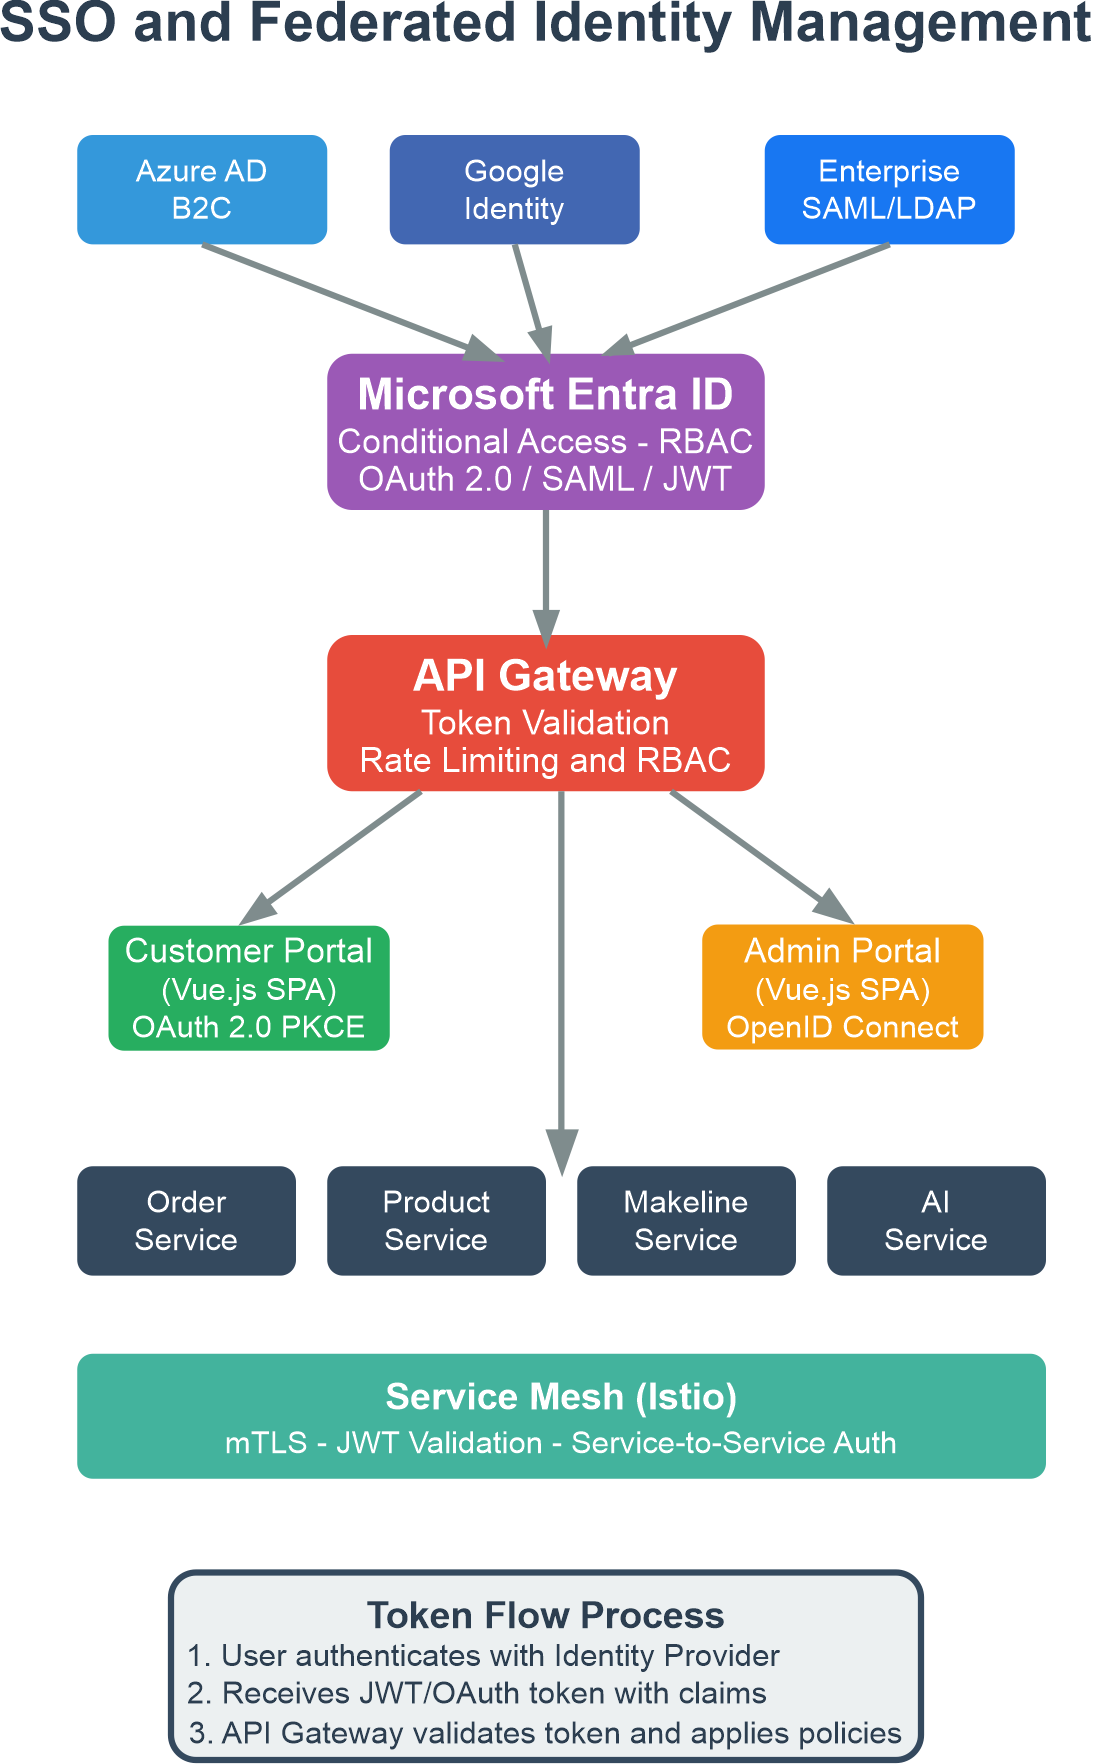 SSO and Federated Identity Management
Azure AD
B2C
Google
Identity
Enterprise
SAML/LDAP
Microsoft Entra ID
Conditional Access - RBAC
OAuth 2.0 / SAML / JWT
API Gateway
Token Validation
Rate Limiting and RBAC
Customer Portal
(Vue.js SPA)
OAuth 2.0 PKCE
Admin Portal
(Vue.js SPA)
OpenID Connect
Order
Service
Product
Service
Makeline
Service
AI
Service
Service Mesh (Istio)
mTLS - JWT Validation - Service-to-Service Auth
Token Flow Process
1. User authenticates with Identity Provider
2. Receives JWT/OAuth token with claims
3. API Gateway validates token and applies policies